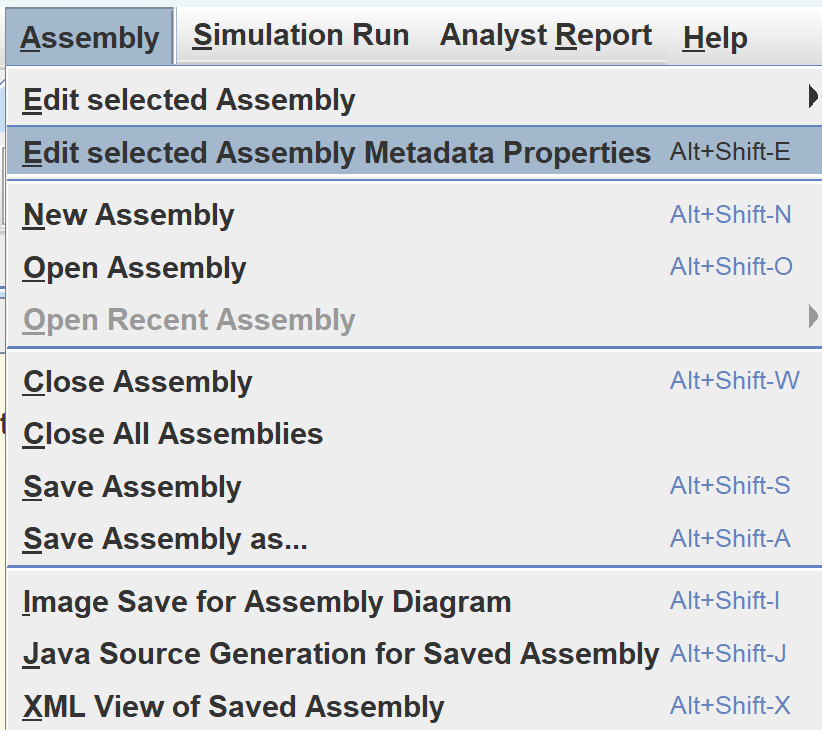 Assembly Simulation Run Analyst Report Help
Edit selected Assembly
Edit selected Assembly Metadata Properties Alt+Shift-E
New Assembly Alt+Shift-N
Open Assembly Alt+Shift-O
Open Recent Assembly
Close Assembly Alt+Shift-W
Close All Assemblies
Save Assembly Alt+Shift-S
Save Assembly as... Alt+Shift-A
Image Save for Assembly Diagram Alt+Shift-I
Java Source Generation for Saved Assembly Alt+Shift-J
XML View of Saved Assembly Alt+Shift-X